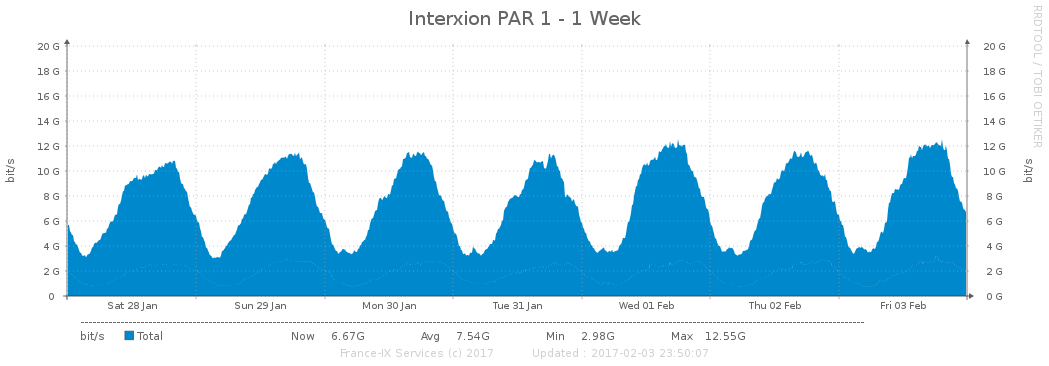 Interxion PAR 1 - 1 Week
RRDTOOL / TOBI OETIKER
bit/s
20 G 20 G
18 G 18 G
16 G 16 G
14 G 14 G
12 G 12 G
10 G 10 G
8 G 8 G
6 G 6 G
4 G 4 G
2 G 2 G
0 0 G
bit/s
Sat 28 Jan Sun 29 Jan Mon 30 Jan Tue 31 Jan Wed 01 Feb Thu 02 Feb Fri 03 Feb
bit/s Total Now 6.67G Avg 7.54G Min 2.98G Max 12.55G
France-IX Services (c) 2017 Updated : 2017-02-03 23:50:07